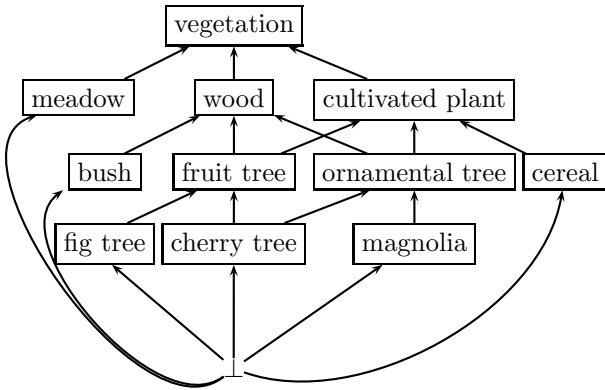 vegetation
meadow wood cultivated plant
bush fruit tree ornamental tree cereal
fig tree cherry tree magnolia
⊥